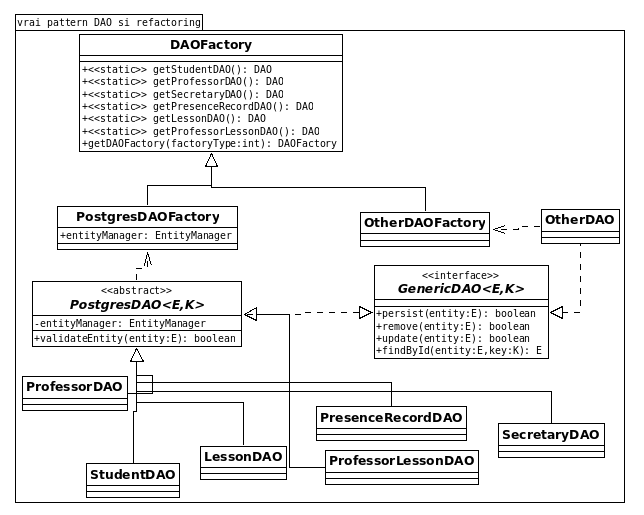 vrai pattern DAO si refactoring
DAOFactory
+<<static>> getStudentDAO(): DAO
+<<static>> getProfessorDAO(): DAO
+<<static>> getSecretaryDAO(): DAO
+<<static>> getPresenceRecordDAO(): DAO
+<<static>> getLessonDAO(): DAO
+<<static>> getProfessorLessonDAO(): DAO
+getDAOFactory(factoryType:int): DAOFactory
PostgresDAOFactory
+entityManager: EntityManager
OtherDAOFactory
OtherDAO
<<abstract>>
PostgresDAO<E,K>
-entityManager: EntityManager
+validateEntity(entity:E): boolean
<<interface>>
GenericDAO<E,K>
+persist(entity:E): boolean
+remove(entity:E): boolean
+update(entity:E): boolean
+findById(entity:E,key:K): E
ProfessorDAO
PresenceRecordDAO
SecretaryDAO
LessonDAO
ProfessorLessonDAO
StudentDAO